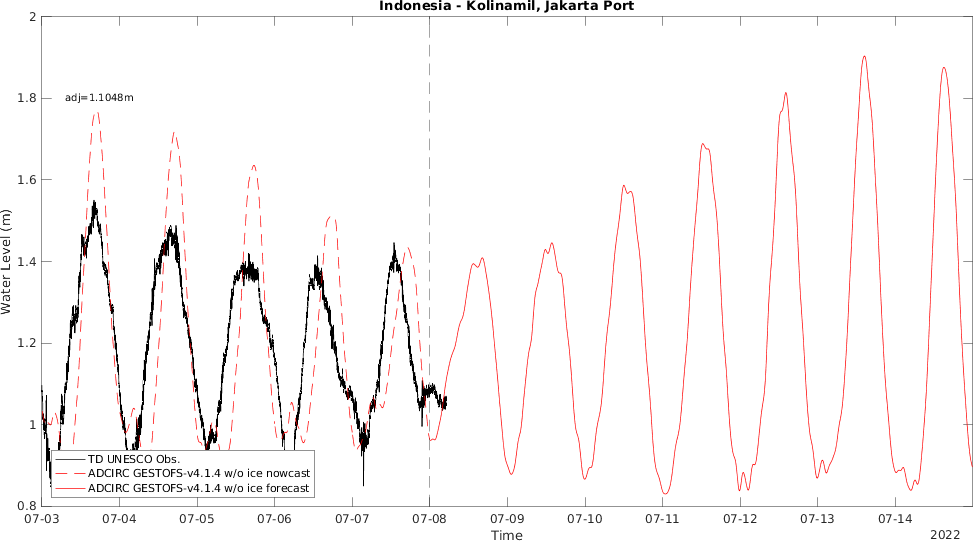 Indonesia - Kolinamil, Jakarta Port
2
1.8
1.6
1.4
1.2
1
0.8
Water Level (m)
adj=1.1048m
TD UNESCO Obs.
ADCIRC GESTOFS-v4.1.4 w/o ice nowcast
ADCIRC GESTOFS-v4.1.4 w/o ice forecast
07-03 07-04 07-05 07-06 07-07 07-08 07-09 07-10 07-11 07-12 07-13 07-14
Time
2022